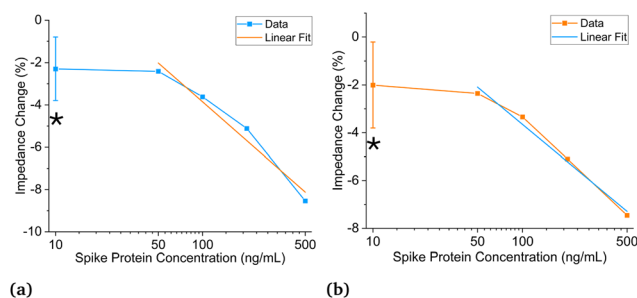 0
-2
-4
-6
-8
-10
Impedance Change (%)
10
50
100
500
Spike Protein Concentration (ng/mL)
Data
Linear Fit
*
(a)
0
-2
-4
-6
-8
Impedance Change (%)
10
50
100
500
Spike Protein Concentration (ng/mL)
Data
Linear Fit
*
(b)